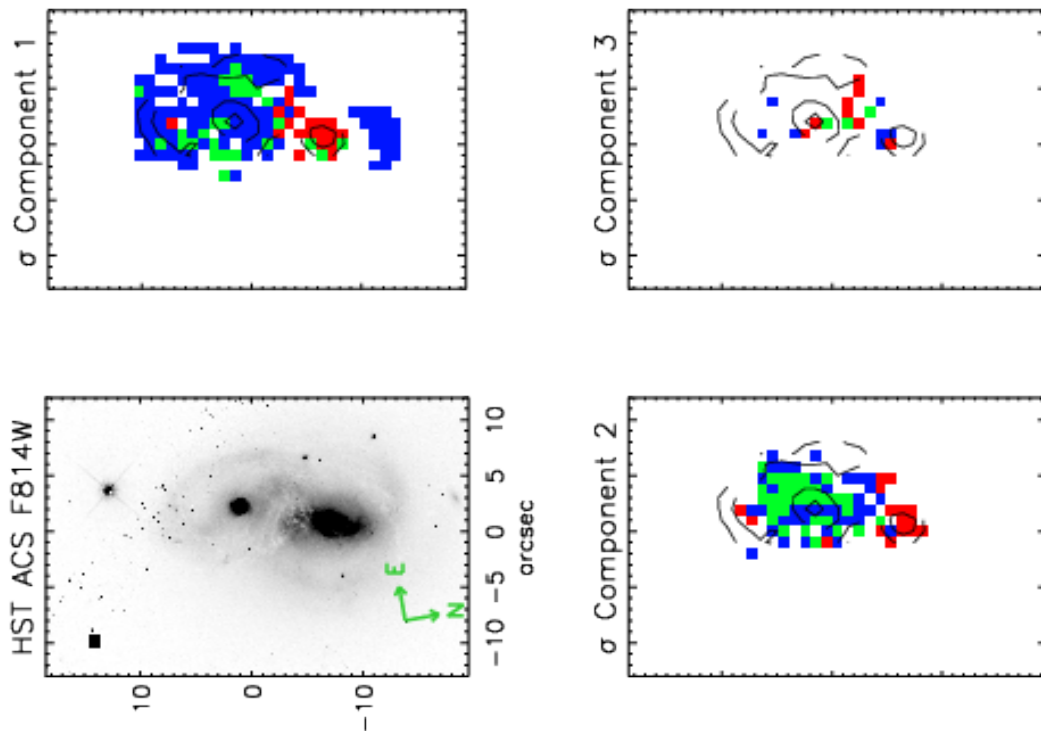 σ Component 1
σ Component 3
HST ACS F814W
10
0
-10
-10
-5
0
5
10
arcsec
E
N
σ Component 2